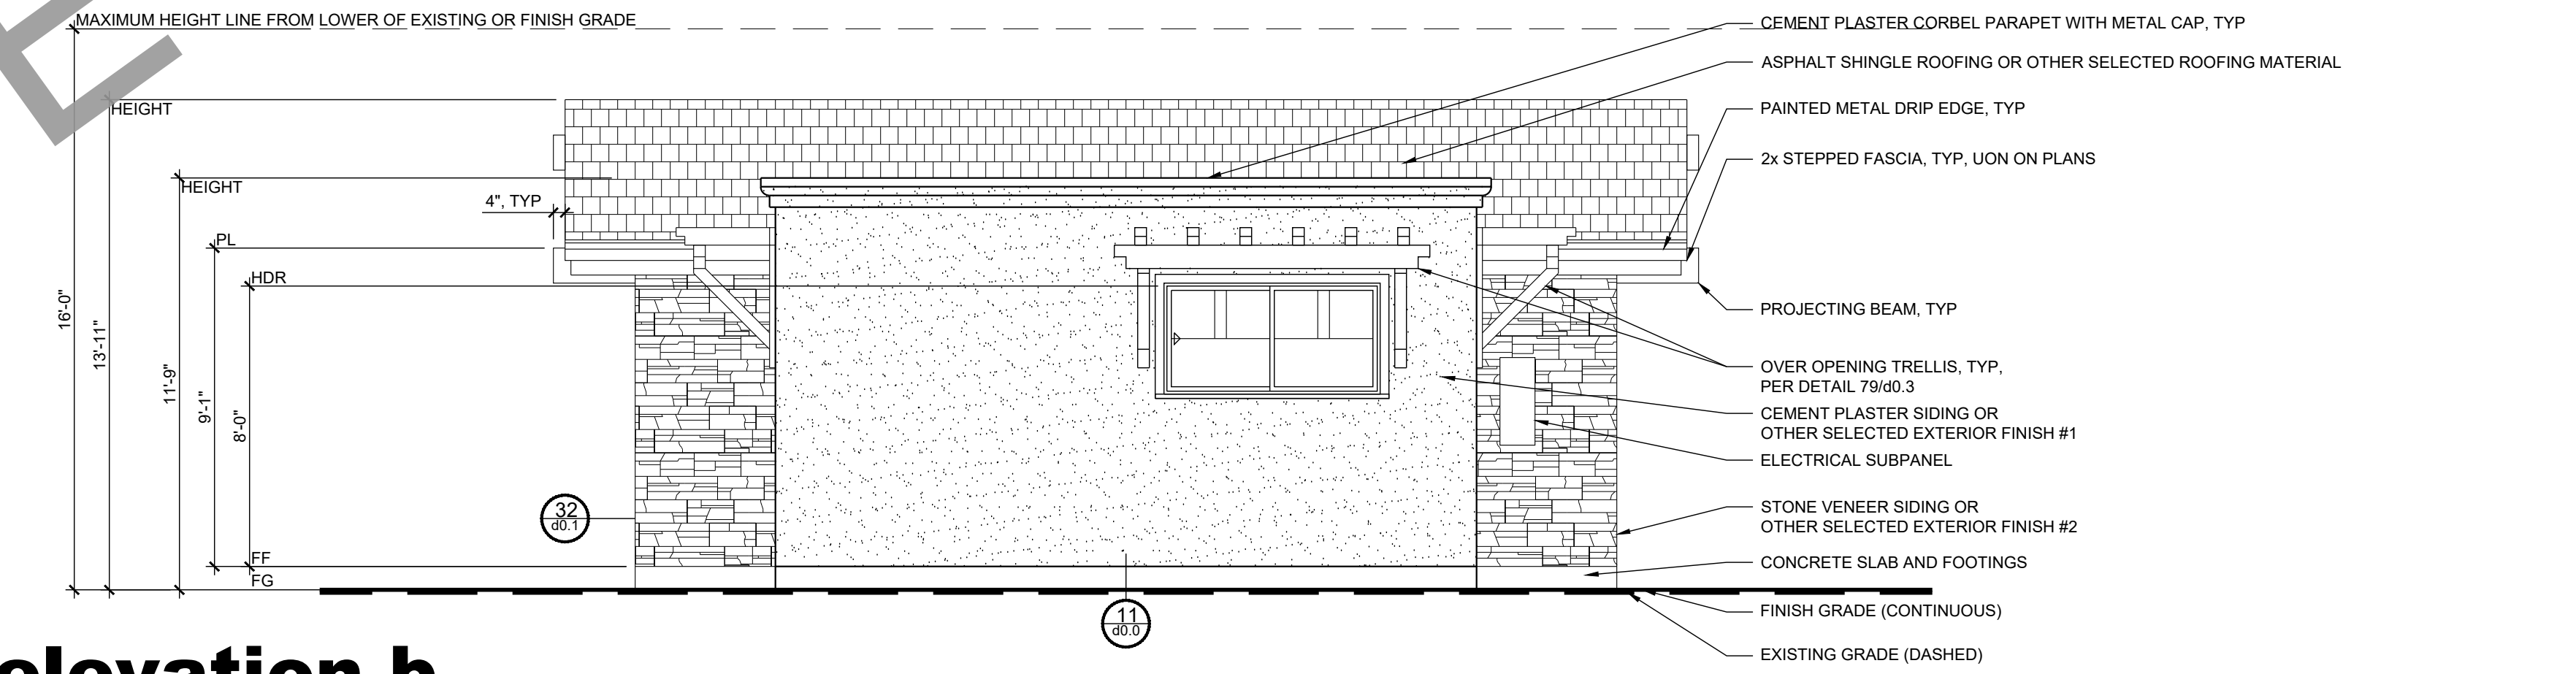 MAXIMUM HEIGHT LINE FROM LOWER OF EXISTING OR FINISH GRADE
HEIGHT
HEIGHT
4", TYP
PL
HDR
16'-0"
13'-11"
11'-9"
9'-1"
8'-0"
FF
FG
32
d0.1
11
d0.0
CEMENT PLASTER CORBEL PARAPET WITH METAL CAP, TYP
ASPHALT SHINGLE ROOFING OR OTHER SELECTED ROOFING MATERIAL
PAINTED METAL DRIP EDGE, TYP
2x STEPPED FASCIA, TYP, UON ON PLANS
PROJECTING BEAM, TYP
OVER OPENING TRELLIS, TYP,
PER DETAIL 79/d0.3
CEMENT PLASTER SIDING OR
OTHER SELECTED EXTERIOR FINISH #1
ELECTRICAL SUBPANEL
STONE VENEER SIDING OR
OTHER SELECTED EXTERIOR FINISH #2
CONCRETE SLAB AND FOOTINGS
FINISH GRADE (CONTINUOUS)
EXISTING GRADE (DASHED)
elevation b